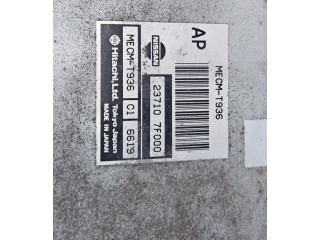 MECM-T936
AP
NISSAN
23710 7F000
MECM-T936 C1 6619
Hitachi, Ltd. Tokyo Japan
MADE IN JAPAN